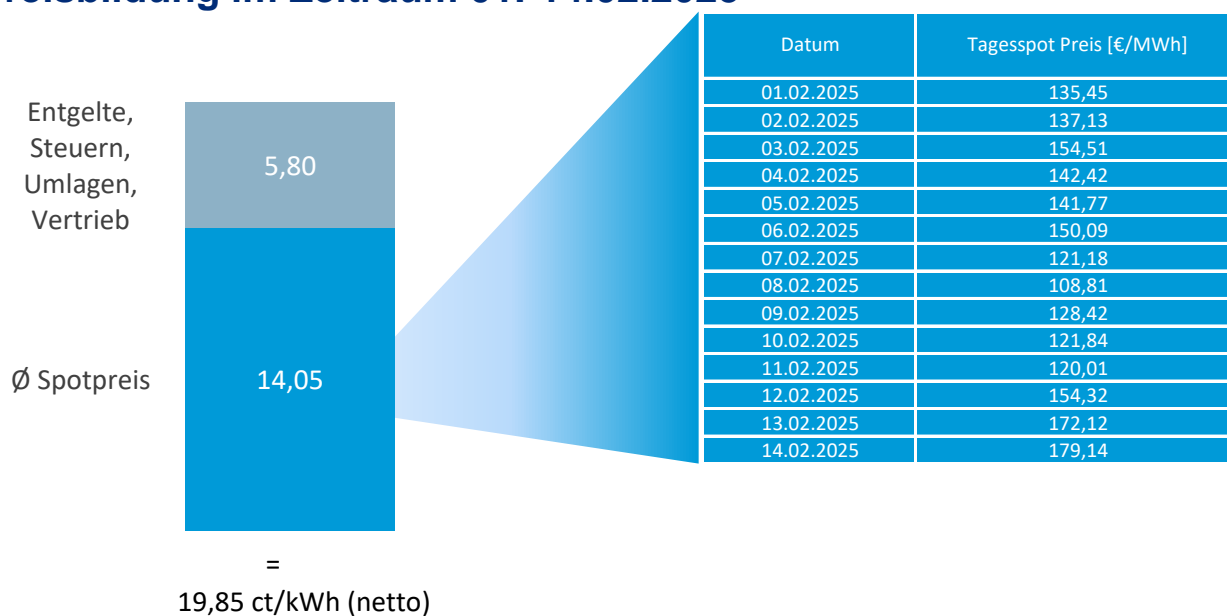 Entgelte,
Steuern,
Umlagen,
Vertrieb
5,80
Ø Spotpreis
14,05
=
19,85 ct/kWh (netto)
Datum Tagesspot Preis [€/MWh]
01.02.2025 135,45
02.02.2025 137,13
03.02.2025 154,51
04.02.2025 142,42
05.02.2025 141,77
06.02.2025 150,09
07.02.2025 121,18
08.02.2025 108,81
09.02.2025 128,42
10.02.2025 121,84
11.02.2025 120,01
12.02.2025 154,32
13.02.2025 172,12
14.02.2025 179,14